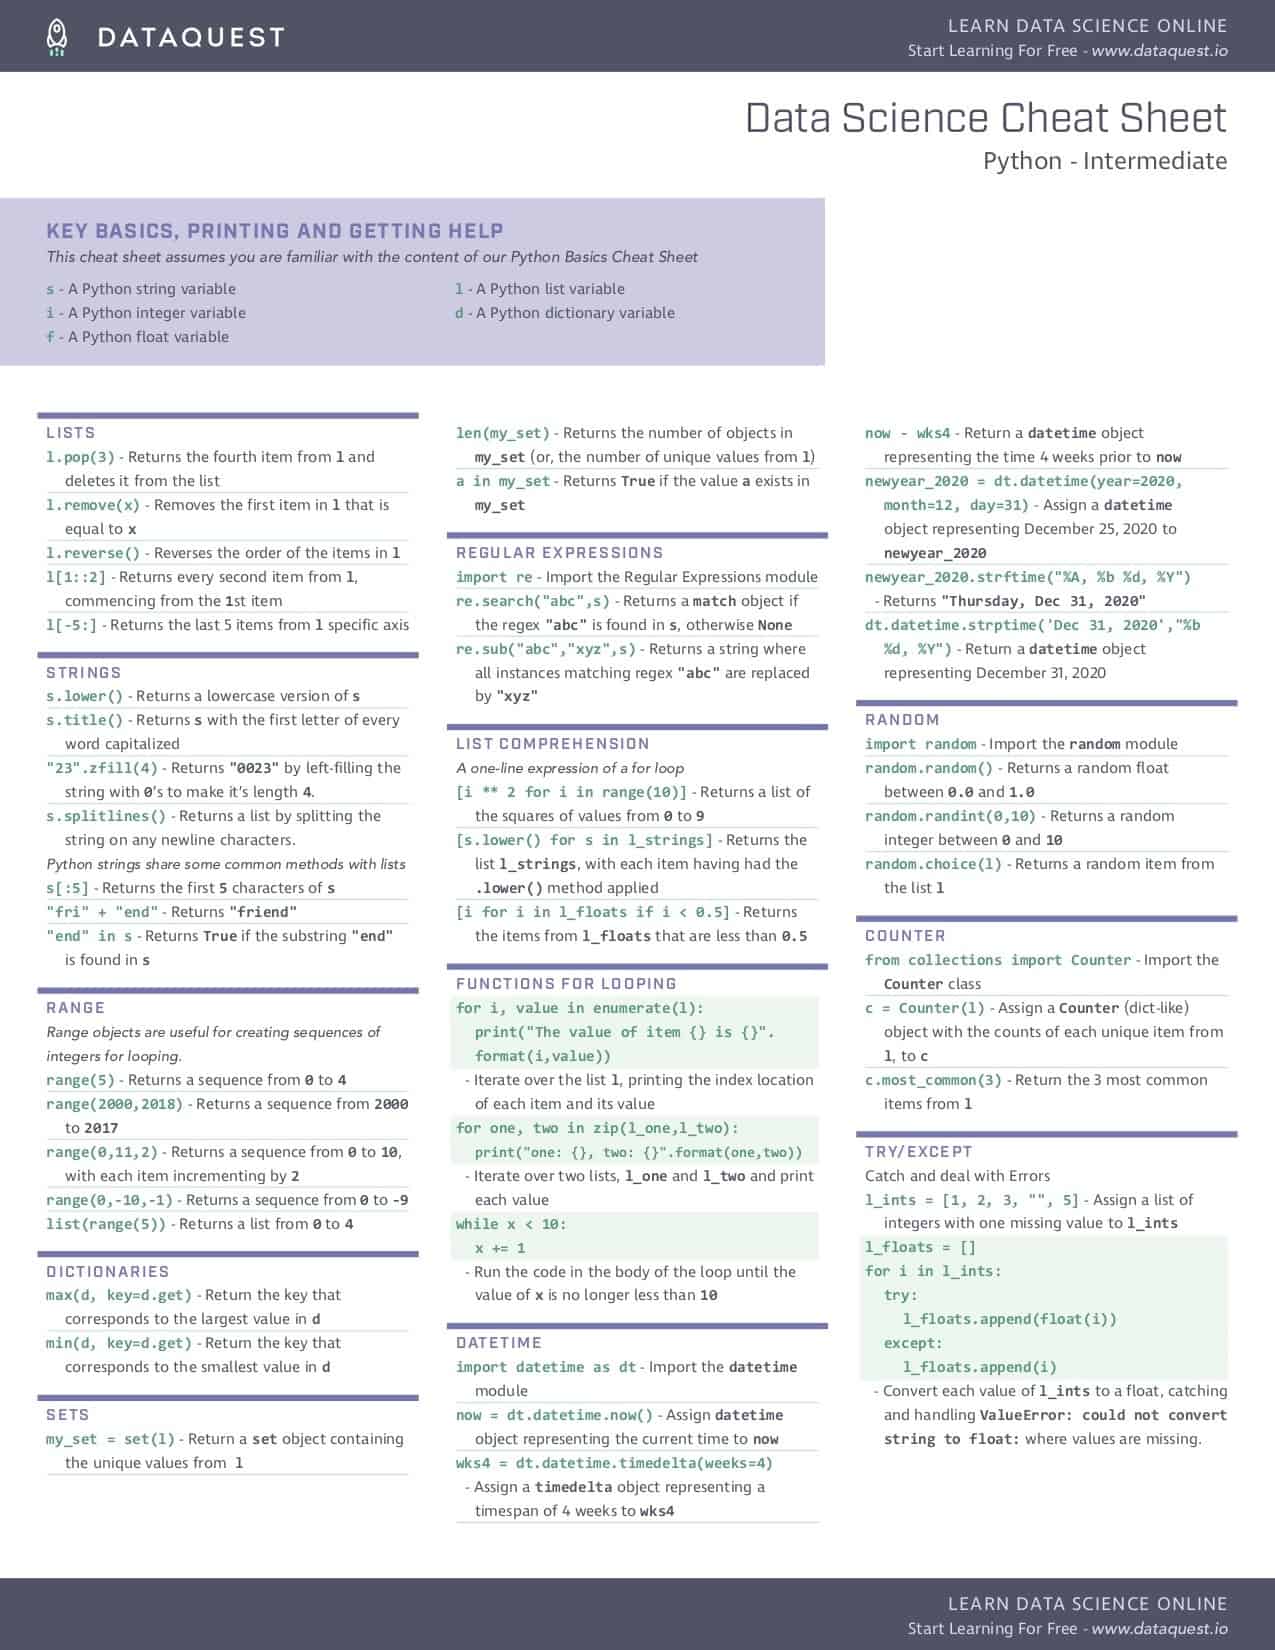 DATAQUEST
LEARN DATA SCIENCE ONLINE
Start Learning For Free - www.dataquest.io
Data Science Cheat Sheet
Python - Intermediate
KEY BASICS, PRINTING AND GETTING HELP
This cheat sheet assumes you are familiar with the content of our Python Basics Cheat Sheet
s - A Python string variable
i - A Python integer variable
f - A Python float variable
l - A Python list variable
d - A Python dictionary variable
LISTS
l.pop(3) - Returns the fourth item from l and
deletes it from the list
l.remove(x) - Removes the first item in l that is
equal to x
l.reverse() - Reverses the order of the items in l
l[1::2] - Returns every second item from l,
commencing from the 1st item
l[-5:] - Returns the last 5 items from l specific axis
STRINGS
s.lower() - Returns a lowercase version of s
s.title() - Returns s with the first letter of every
word capitalized
"23".zfill(4) - Returns "0023" by left-filling the
string with 0's to make it's length 4.
s.splitlines() - Returns a list by splitting the
string on any newline characters.
Python strings share some common methods with lists
s[:5] - Returns the first 5 characters of s
"fri" + "end" - Returns "friend"
"end" in s - Returns True if the substring "end"
is found in s
RANGE
Range objects are useful for creating sequences of
integers for looping.
range(5) - Returns a sequence from 0 to 4
range(2000,2018) - Returns a sequence from 2000
to 2017
range(0,11,2) - Returns a sequence from 0 to 10,
with each item incrementing by 2
range(0,-10,-1) - Returns a sequence from 0 to -9
list(range(5)) - Returns a list from 0 to 4
DICTIONARIES
max(d, key=d.get) - Return the key that
corresponds to the largest value in d
min(d, key=d.get) - Return the key that
corresponds to the smallest value in d
SETS
my_set = set(l) - Return a set object containing
the unique values from l
len(my_set) - Returns the number of objects in
my_set (or, the number of unique values from l)
a in my_set - Returns True if the value a exists in
my_set
REGULAR EXPRESSIONS
import re - Import the Regular Expressions module
re.search("abc",s) - Returns a match object if
the regex "abc" is found in s, otherwise None
re.sub("abc","xyz",s) - Returns a string where
all instances matching regex "abc" are replaced
by "xyz"
LIST COMPREHENSION
A one-line expression of a for loop
[i ** 2 for i in range(10)] - Returns a list of
the squares of values from 0 to 9
[s.lower() for s in l_strings] - Returns the
list l_strings, with each item having had the
.lower() method applied
[i for i in l_floats if i < 0.5] - Returns
the items from l_floats that are less than 0.5
FUNCTIONS FOR LOOPING
for i, value in enumerate(l):
print("The value of item {} is {}".
format(i,value))
- Iterate over the list l, printing the index location
of each item and its value
for one, two in zip(l_one,l_two):
print("one: {}, two: {}".format(one,two))
- Iterate over two lists, l_one and l_two and print
each value
while x < 10:
x += 1
- Run the code in the body of the loop until the
value of x is no longer less than 10
DATETIME
import datetime as dt - Import the datetime
module
now = dt.datetime.now() - Assign datetime
object representing the current time to now
wks4 = dt.datetime.timedelta(weeks=4)
- Assign a timedelta object representing a
timespan of 4 weeks to wks4
now - wks4 - Return a datetime object
representing the time 4 weeks prior to now
newyear_2020 = dt.datetime(year=2020,
month=12, day=31) - Assign a datetime
object representing December 25, 2020 to
newyear_2020
newyear_2020.strftime("%A, %b %d, %Y")
- Returns "Thursday, Dec 31, 2020"
dt.datetime.strptime('Dec 31, 2020',"%b
%d, %Y") - Return a datetime object
representing December 31, 2020
RANDOM
import random - Import the random module
random.random() - Returns a random float
between 0.0 and 1.0
random.randint(0,10) - Returns a random
integer between 0 and 10
random.choice(l) - Returns a random item from
the list l
COUNTER
from collections import Counter - Import the
Counter class
c = Counter(l) - Assign a Counter (dict-like)
object with the counts of each unique item from
l, to c
c.most_common(3) - Return the 3 most common
items from l
TRY/EXCEPT
Catch and deal with Errors
l_ints = [1, 2, 3, "", 5] - Assign a list of
integers with one missing value to l_ints
l_floats = []
for i in l_ints:
try:
l_floats.append(float(i))
except:
l_floats.append(i)
- Convert each value of l_ints to a float, catching
and handling ValueError: could not convert
string to float: where values are missing.
LEARN DATA SCIENCE ONLINE
Start Learning For Free - www.dataquest.io